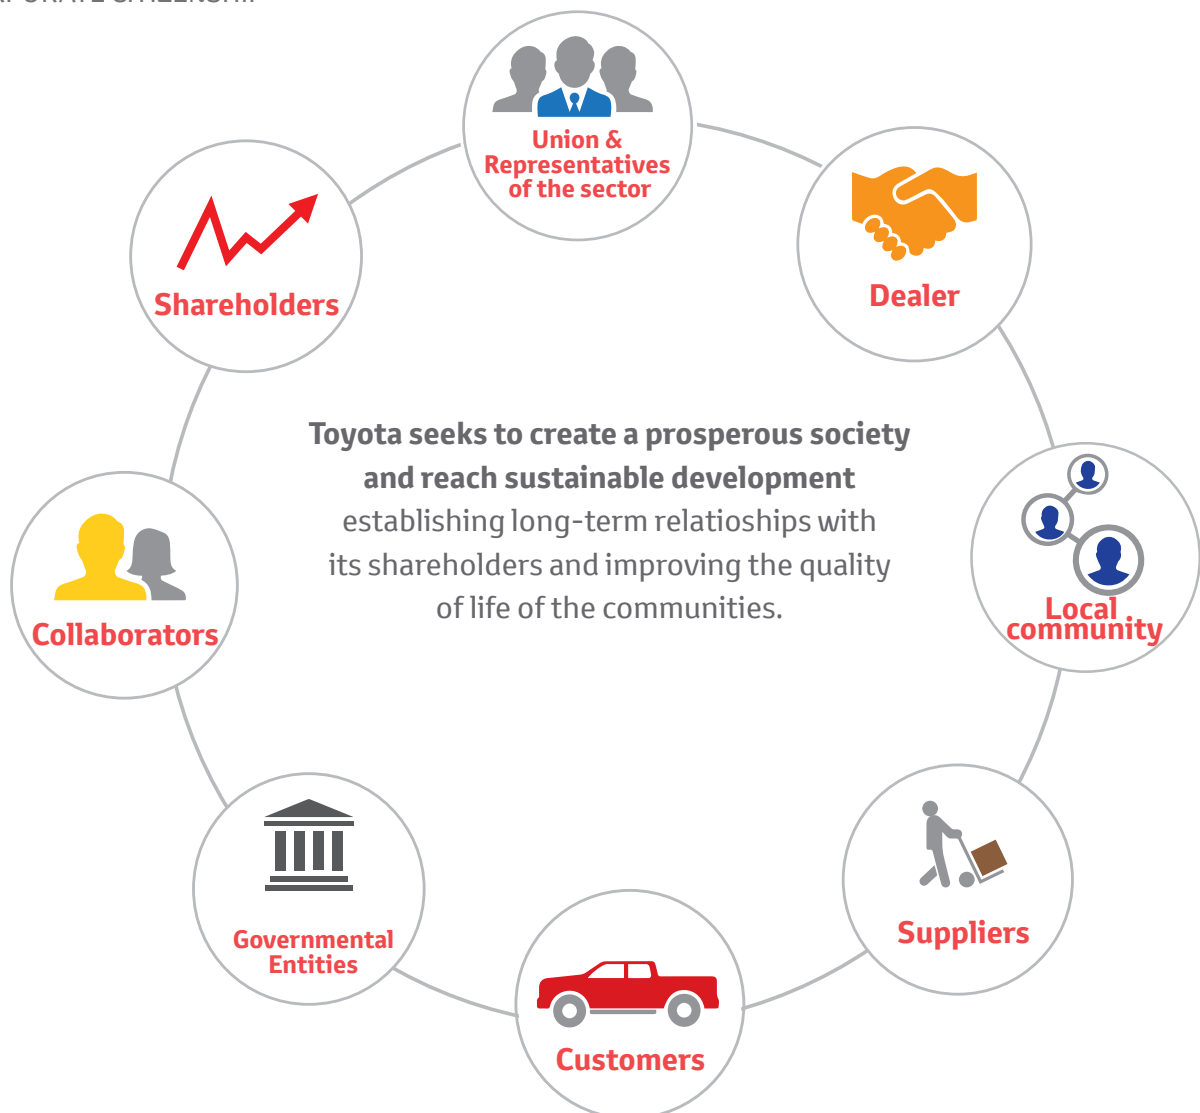 Union &
Representatives
of the sector
Dealer
Shareholders
Toyota seeks to create a prosperous society
and reach sustainable development
establishing long-term relatioships with
its shareholders and improving the quality
of life of the communities.
Local
community
Collaborators
Suppliers
Governmental
Entities
Customers